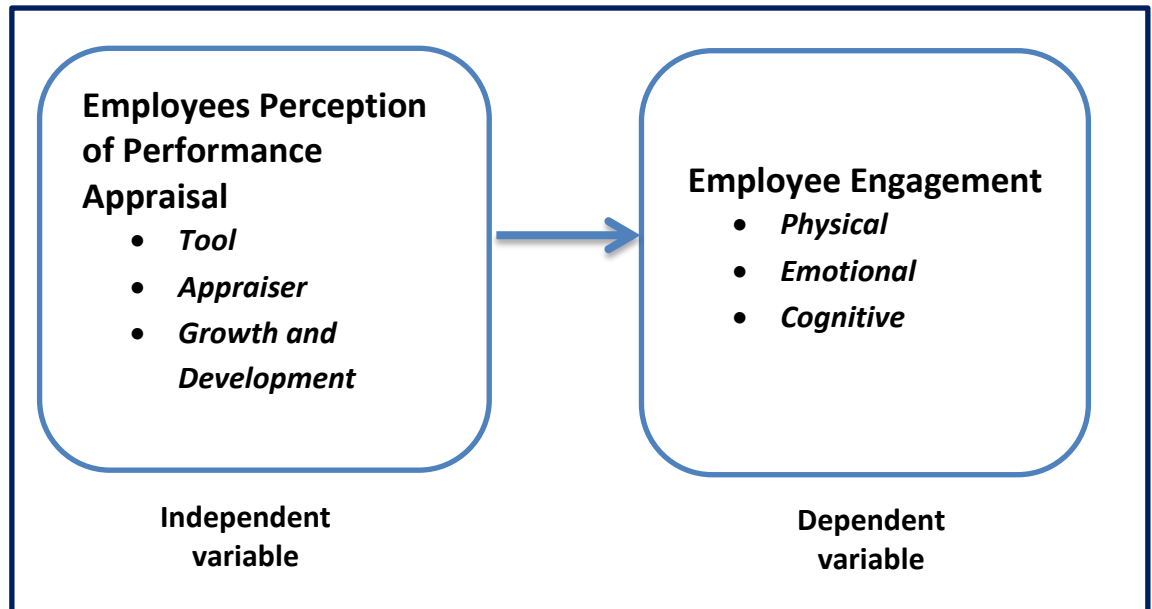 Employees Perception
of Performance
Appraisal
• Tool
• Appraiser
• Growth and
Development
Independent
variable
Employee Engagement
• Physical
• Emotional
• Cognitive
Dependent
variable